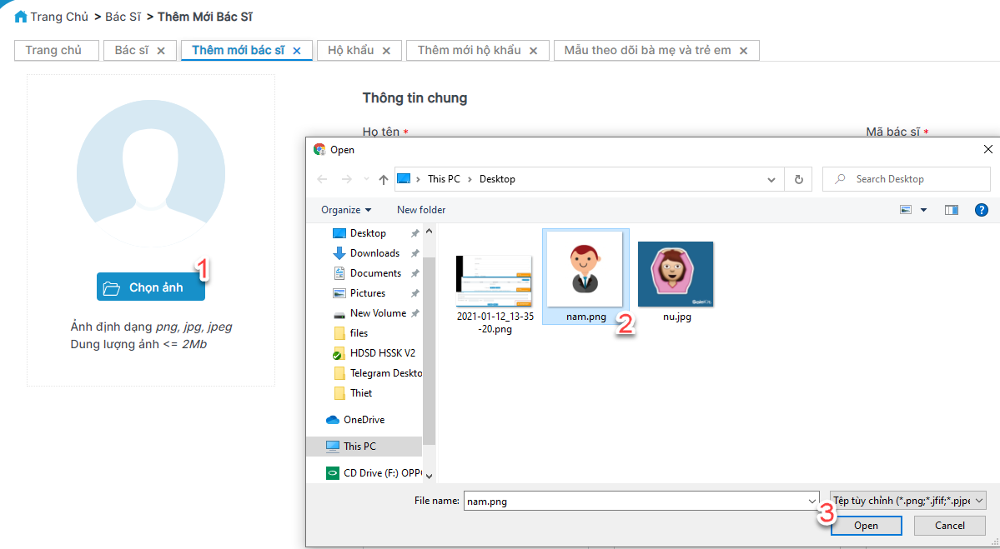 Trang Chủ > Bác Sĩ > Thêm Mới Bác Sĩ
Trang chủ Bác sĩ × Thêm mới bác sĩ × Hộ khẩu × Thêm mới hộ khẩu × Mẫu theo dõi bà mẹ và trẻ em ×
Thông tin chung
Họ tên *
Mã bác sĩ *
1
Chọn ảnh
Ảnh định dạng png, jpg, jpeg
Dung lượng ảnh <= 2Mb
Open
This PC > Desktop
Search Desktop
Organize
New folder
?
Desktop
Downloads
Documents
Pictures
New Volume
files
HDSD HSSK V2
Telegram Deskto
Thiet
OneDrive
This PC
CD Drive (F:) OPP
2021-01-12_13-35
-20.png
nam.png
2
nu.jpg
File name: nam.png
Tệp tùy chỉnh (*.png;*.jfif;*.pjpe
3
Open
Cancel